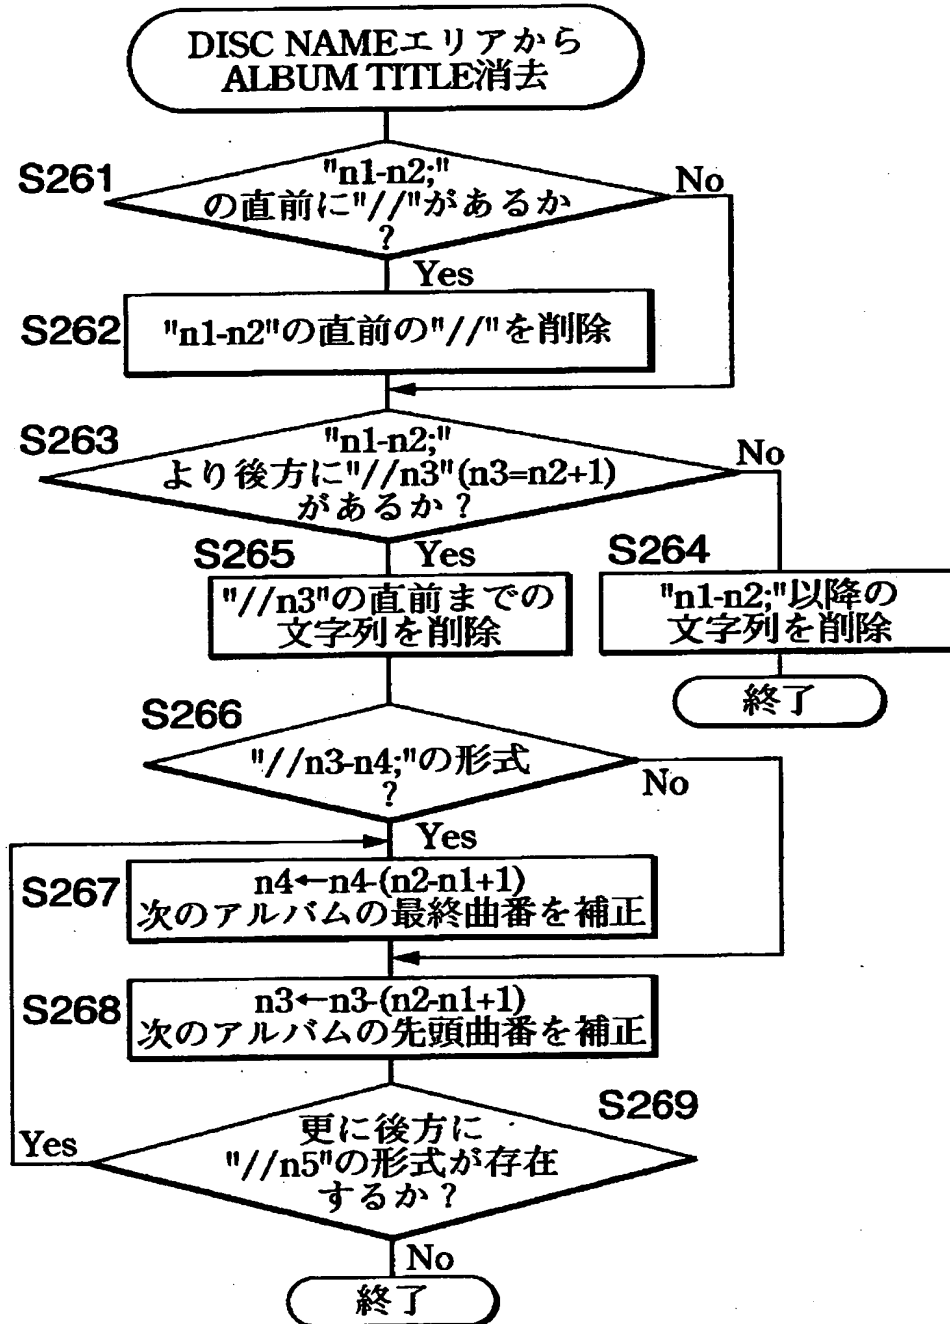 DISC NAMEエリアから
ALBUM TITLE消去
S261
"n1-n2;"
の直前に"//"があるか
?
No
Yes
S262
"n1-n2"の直前の"//"を削除
S263
"n1-n2;"
より後方に"//n3"(n3=n2+1)
があるか?
No
Yes
S265
"//n3"の直前までの
文字列を削除
S264
"n1-n2;"以降の
文字列を削除
終了
S266
"//n3-n4;"の形式
?
No
Yes
S267
n4←n4-(n2-n1+1)
次のアルバムの最終曲番を補正
S268
n3←n3-(n2-n1+1)
次のアルバムの先頭曲番を補正
S269
更に後方に
"//n5"の形式が存在
するか?
Yes
No
終了